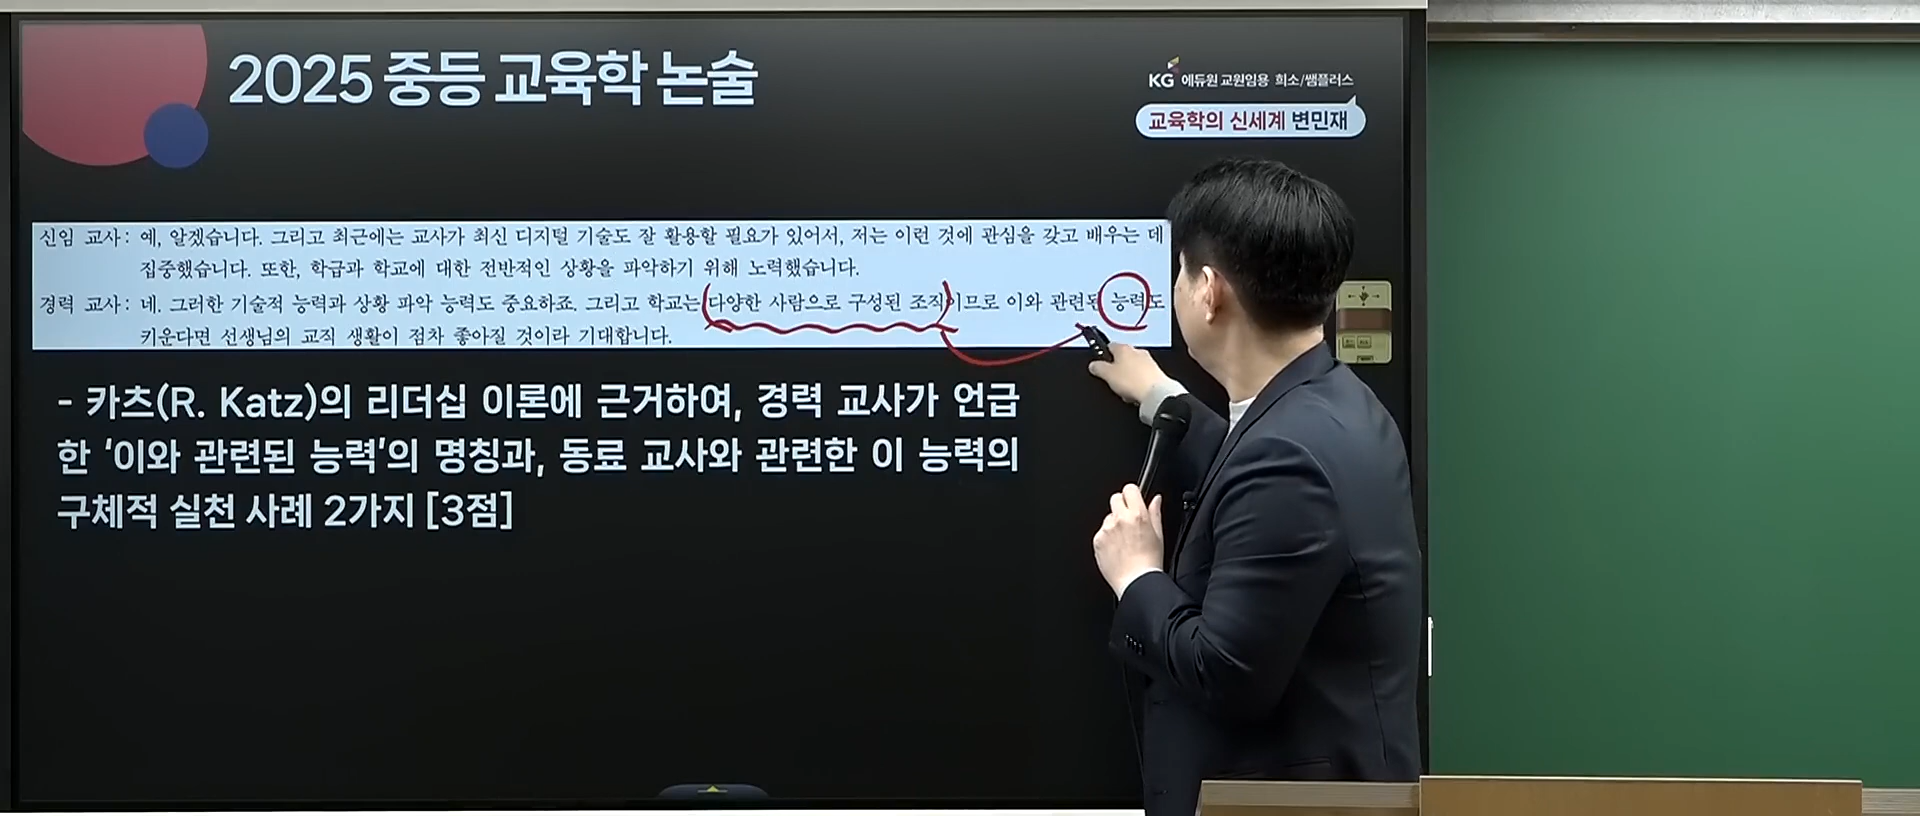 2025 중등 교육학 논술
KG 에듀원 교원임용 희소/쌤플러스
교육학의 신세계 변민재
신임 교사: 예, 알겠습니다. 그리고 최근에는 교사가 최신 디지털 기술도 잘 활용할 필요가 있어서, 저는 이런 것에 관심을 갖고 배우는 데
집중했습니다. 또한, 학급과 학교에 대한 전반적인 상황을 파악하기 위해 노력했습니다.
경력 교사: 네. 그러한 기술적 능력과 상황 파악 능력도 중요하죠. 그리고 학교는 다양한 사람으로 구성된 조직이므로 이와 관련된 능력도
키운다면 선생님의 교직 생활이 점차 좋아질 것이라 기대합니다.
- 카츠(R. Katz)의 리더십 이론에 근거하여, 경력 교사가 언급
한 ‘이와 관련된 능력’의 명칭과, 동료 교사와 관련한 이 능력의
구체적 실천 사례 2가지 [3점]